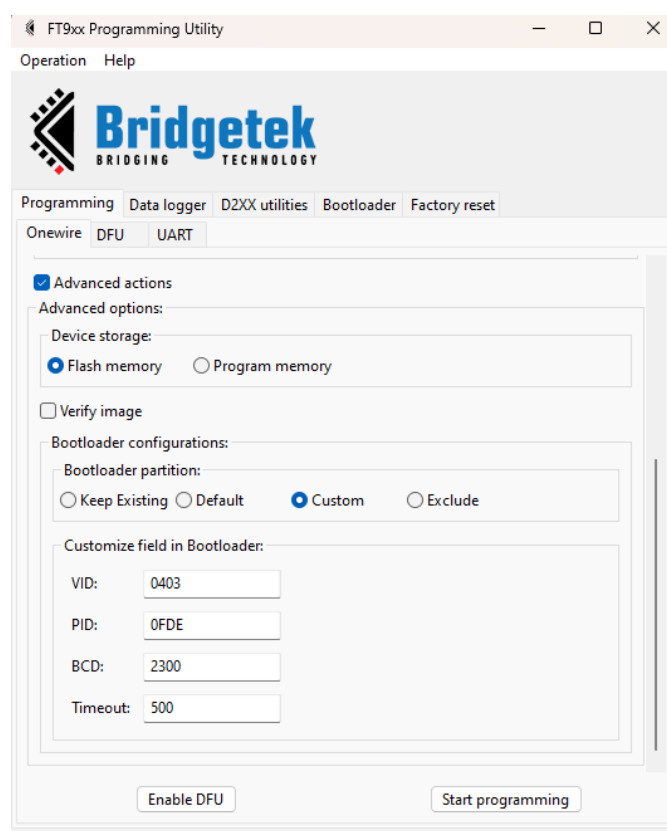 FT9xx Programming Utility
Operation Help
Bridgetek
BRIDGING TECHNOLOGY
Programming Data logger D2XX utilities Bootloader Factory reset
Onewire DFU UART
Advanced actions
Advanced options:
Device storage:
Flash memory Program memory
Verify image
Bootloader configurations:
Bootloader partition:
Keep Existing Default Custom Exclude
Customize field in Bootloader:
VID: 0403
PID: 0FDE
BCD: 2300
Timeout: 500
Enable DFU Start programming